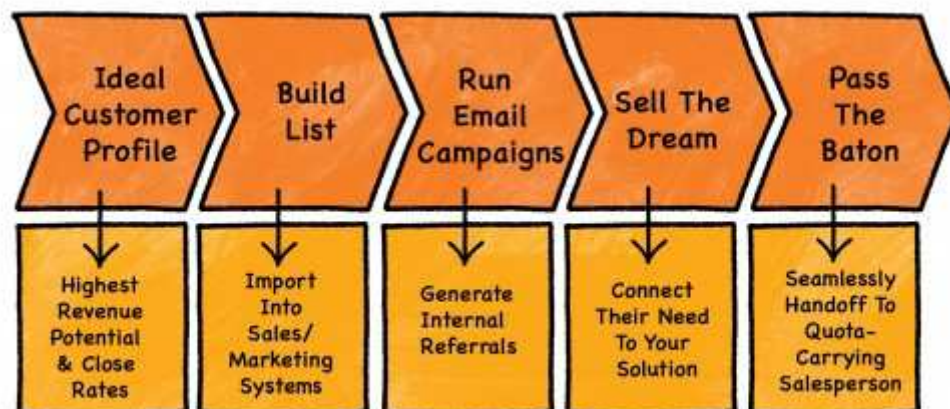 Ideal
Customer
Profile
Build
List
Run
Email
Campaigns
Sell The
Dream
Pass
The
Baton
Highest
Revenue
Potential
& Close
Rates
Import
Into
Sales/
Marketing
Systems
Generate
Internal
Referrals
Connect
Their Need
To Your
Solution
Seamlessly
Handoff To
Quota-
Carrying
Salesperson